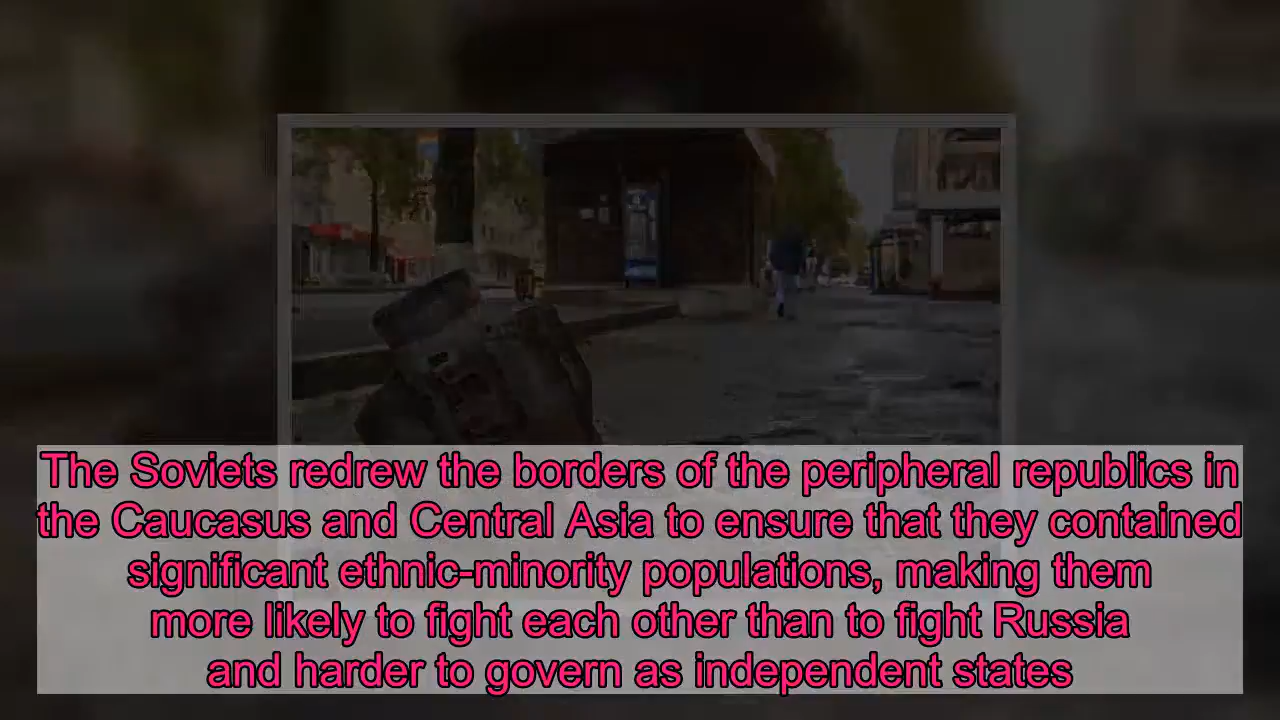 The Soviets redrew the borders of the peripheral republics in
the Caucasus and Central Asia to ensure that they contained
significant ethnic-minority populations, making them
more likely to fight each other than to fight Russia
and harder to govern as independent states